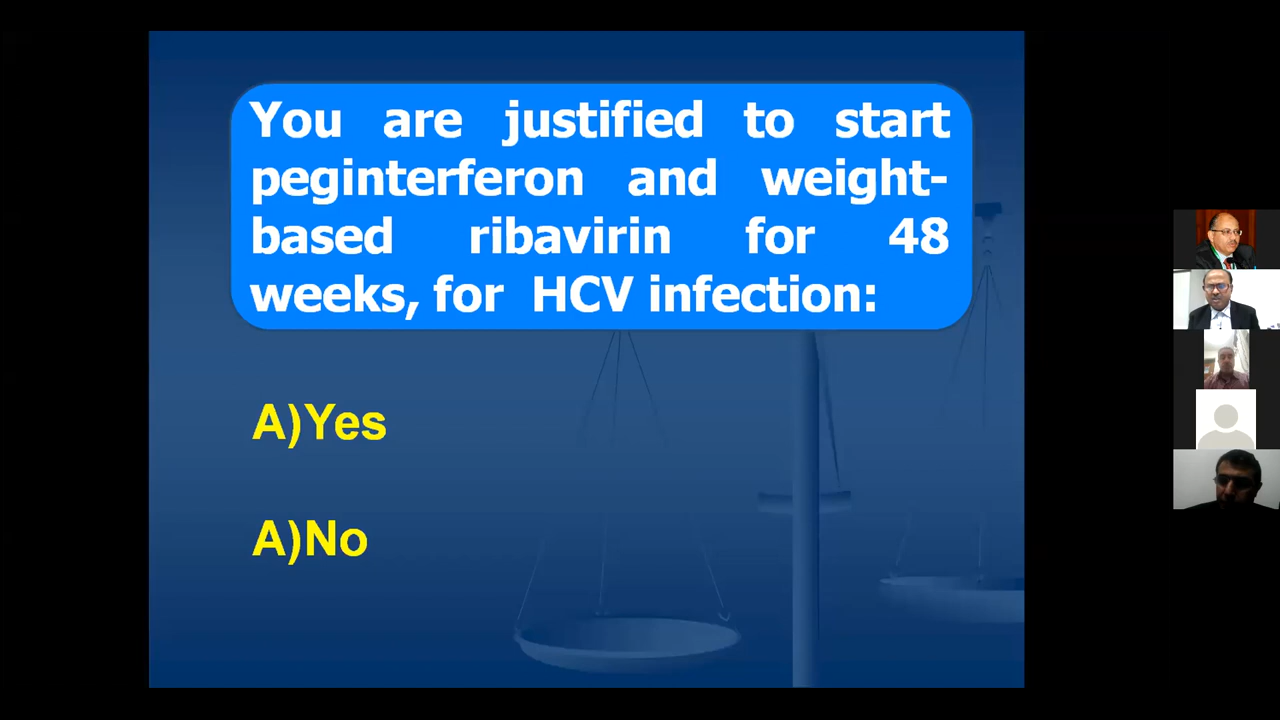 You are justified to start
peginterferon and weight-
based ribavirin for 48
weeks, for HCV infection:
A)Yes
A)No